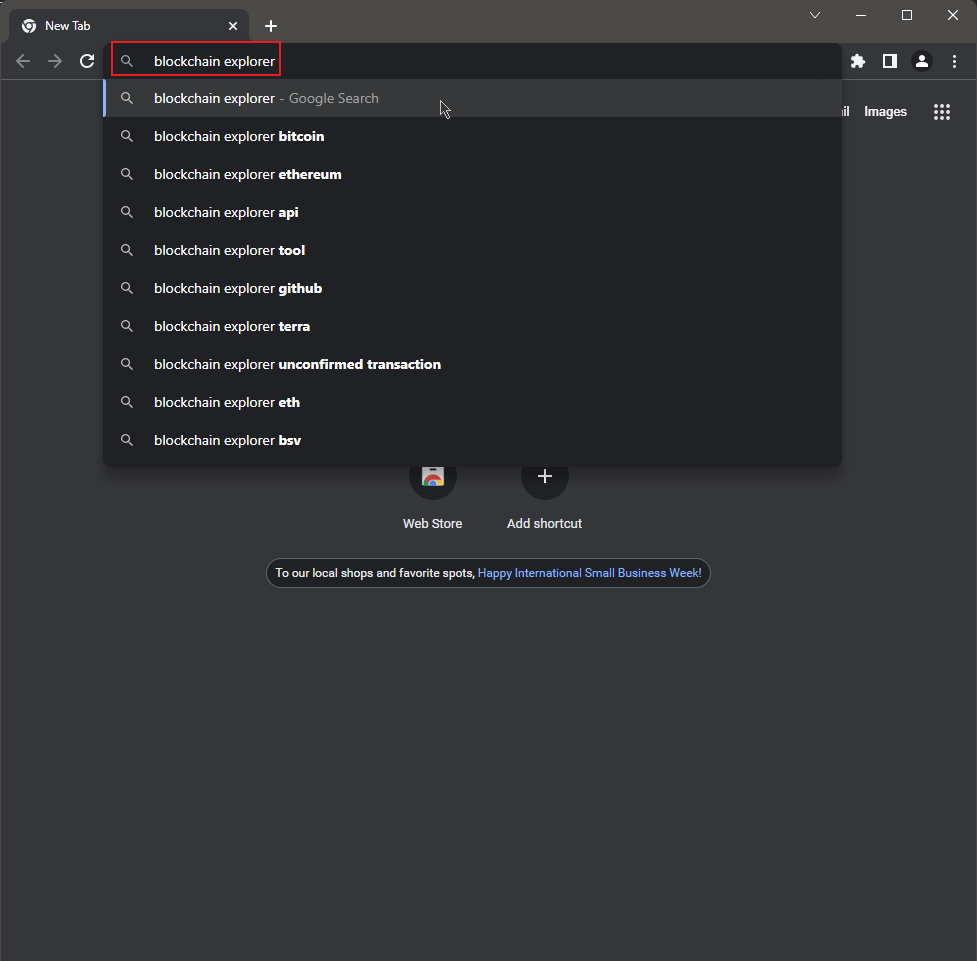 New Tab
blockchain explorer
blockchain explorer - Google Search
Images
blockchain explorer bitcoin
blockchain explorer ethereum
blockchain explorer api
blockchain explorer tool
blockchain explorer github
blockchain explorer terra
blockchain explorer unconfirmed transaction
blockchain explorer eth
blockchain explorer bsv
Web Store
Add shortcut
To our local shops and favorite spots, Happy International Small Business Week!